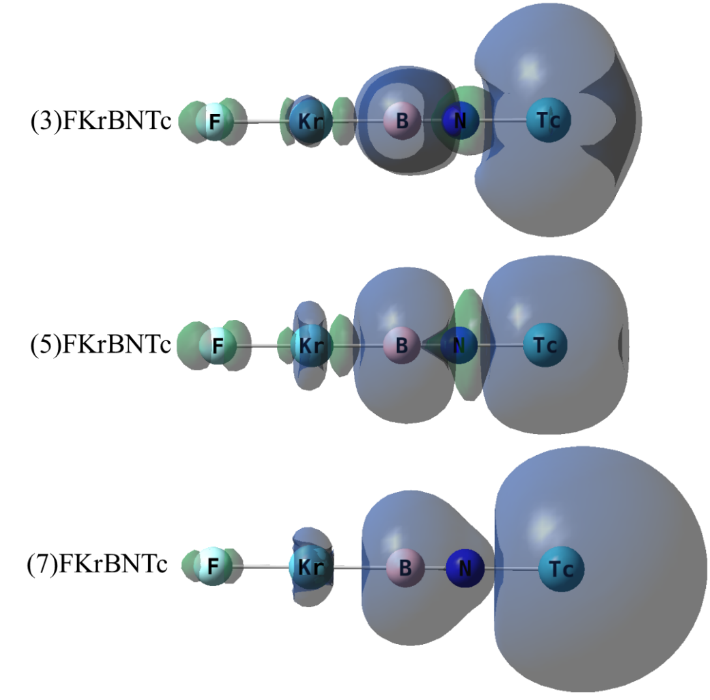 (3)FKrBNTc F Kr B N Tc
(5)FKrBNTc F Kr B N Tc
(7)FKrBNTc F Kr B N Tc